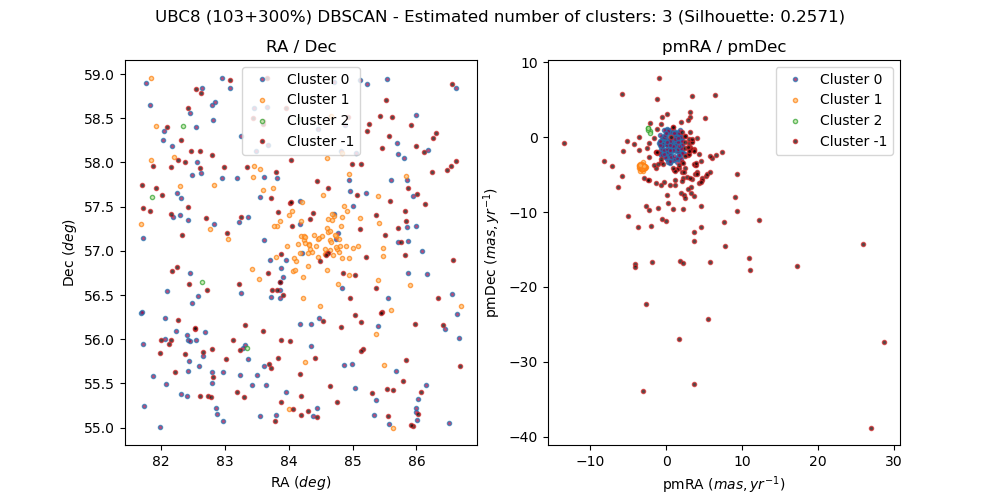 UBC8 (103+300%) DBSCAN - Estimated number of clusters: 3 (Silhouette: 0.2571)
RA / Dec
Cluster 0
Cluster 1
Cluster 2
Cluster -1
59.0
58.5
58.0
57.5
57.0
56.5
56.0
55.5
55.0
Dec (deg)
82 83 84 85 86
RA (deg)
pmRA / pmDec
Cluster 0
Cluster 1
Cluster 2
Cluster -1
10
0
−10
−20
−30
−40
pmDec (mas, yr⁻¹)
−10 0 10 20 30
pmRA (mas, yr⁻¹)